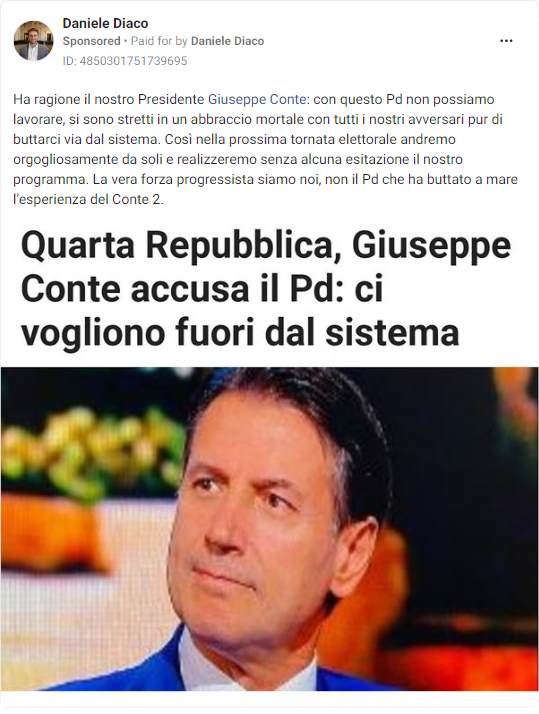 Daniele Diaco
Sponsored • Paid for by Daniele Diaco
ID: 4850301751739695
Ha ragione il nostro Presidente Giuseppe Conte: con questo Pd non possiamo
lavorare, si sono stretti in un abbraccio mortale con tutti i nostri avversari pur di
buttarci via dal sistema. Così nella prossima tornata elettorale andremo
orgogliosamente da soli e realizzeremo senza alcuna esitazione il nostro
programma. La vera forza progressista siamo noi, non il Pd che ha buttato a mare
l’esperienza del Conte 2.
Quarta Repubblica, Giuseppe
Conte accusa il Pd: ci
vogliono fuori dal sistema